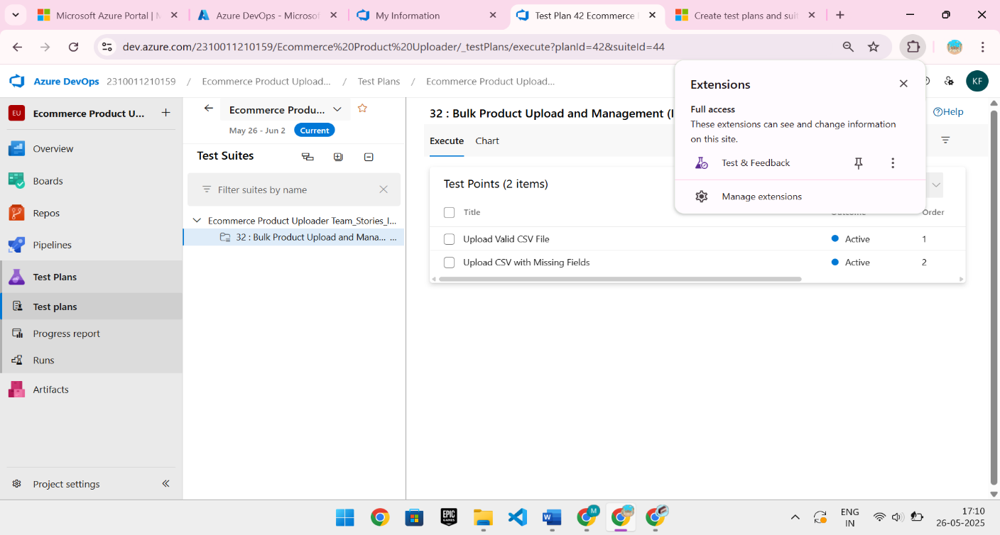 Microsoft Azure Portal | M
Azure DevOps - Microsof
My Information
Test Plan 42 Ecommerce
Create test plans and suit
dev.azure.com/2310011210159/Ecommerce%20Product%20Uploader/_testPlans/execute?planId=42&suiteId=44
Azure DevOps 2310011210159 / Ecommerce Product Upload... / Test Plans / Ecommerce Product Upload...
KF
EU Ecommerce Product U...
Overview
Boards
Repos
Pipelines
Test Plans
Test plans
Progress report
Runs
Artifacts
Project settings
Ecommerce Produ...
May 26 - Jun 2 Current
Test Suites
Filter suites by name
Ecommerce Product Uploader Team_Stories_I...
32 : Bulk Product Upload and Mana... ...
32 : Bulk Product Upload and Management (I
Help
Execute Chart
Test Points (2 items)
Title
Outcome
Order
Upload Valid CSV File Active 1
Upload CSV with Missing Fields Active 2
Extensions
Full access
These extensions can see and change information
on this site.
Test & Feedback
Manage extensions
EPIC
GAMES
W
M
ENG
IN
17:10
26-05-2025